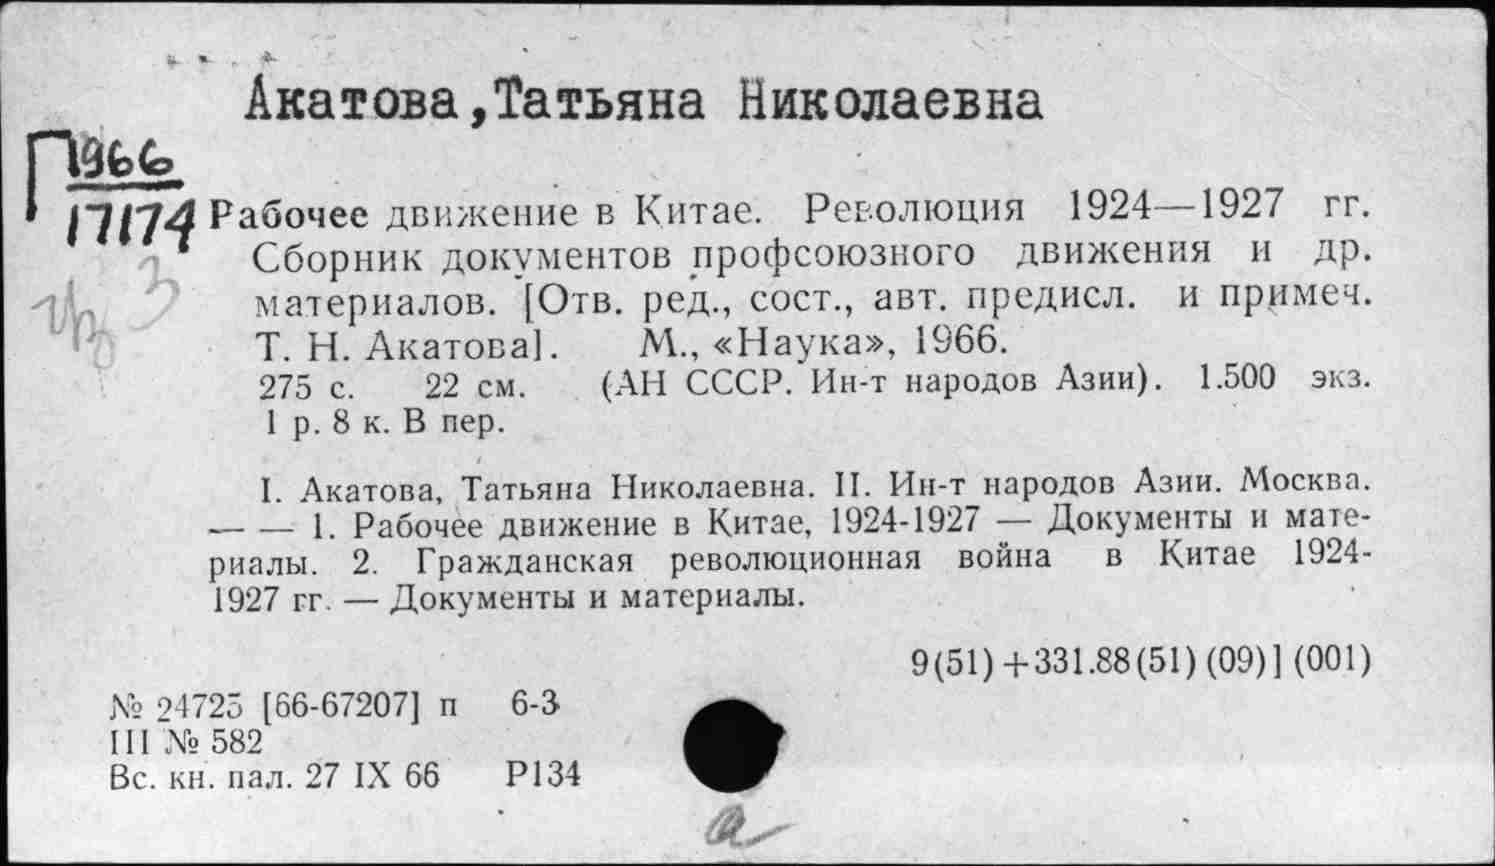 Акатова,Татьяна Николаевна
П966
17174
Рабочее движение в Китае. Революция 1924—1927 гг.
Сборник документов профсоюзного движения и др.
материалов. [Отв. ред., сост., авт. предисл. и примеч.
Т. Н. Акатова]. М., «Наука», 1966.
275 с. 22 см. (АН СССР. Ин-т народов Азии). 1.500 экз.
1 р. 8 к. В пер.
I. Акатова, Татьяна Николаевна. II. Ин-т народов Азии. Москва.
— — 1. Рабочее движение в Китае, 1924-1927 — Документы и мате-
риалы. 2. Гражданская революционная война в Китае 1924-
1927 гг. — Документы и материалы.
9(51)+331.88(51)(09)](001)
№ 24725 [66-67207] п 6-3
III № 582
Вс. кн. пал. 27 IX 66 Р134